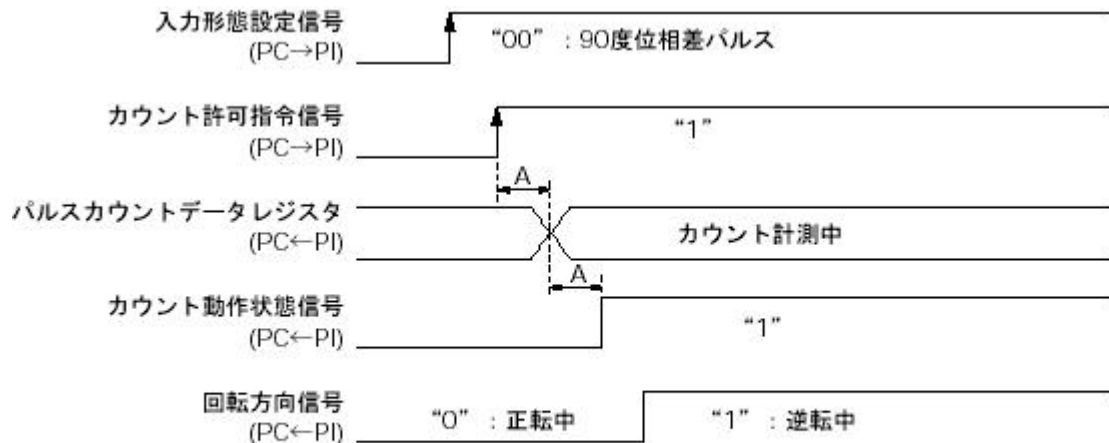 入力形態設定信号
(PC→PI)
“00” : 90度位相差パルス
カウント許可指令信号
(PC→PI)
“1”
A
パルスカウントデータレジスタ
(PC←PI)
カウント計測中
A
カウント動作状態信号
(PC←PI)
“1”
回転方向信号
(PC←PI)
“0” : 正転中
“1” : 逆転中